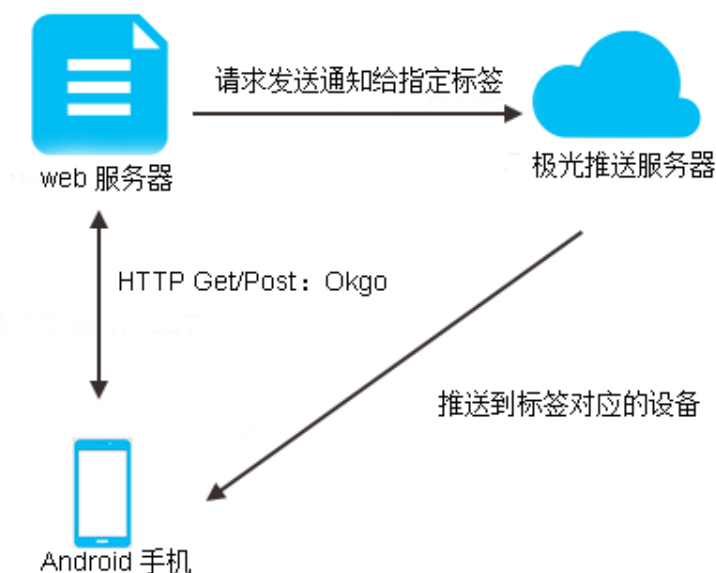 请求发送通知给指定标签
极光推送服务器
web 服务器
HTTP Get/Post：Okgo
推送到标签对应的设备
Android 手机